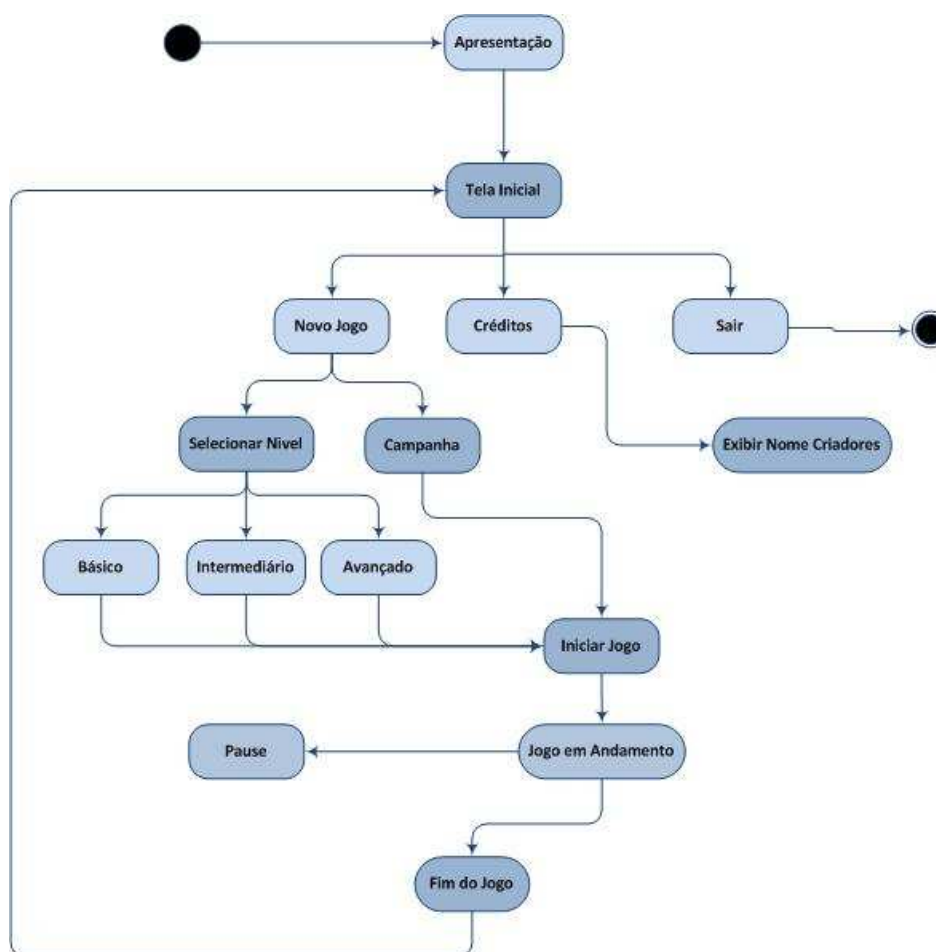 Apresentação
Tela Inicial
Novo Jogo
Créditos
Sair
Selecionar Nivel
Campanha
Exibir Nome Criadores
Básico
Intermediário
Avançado
Iniciar Jogo
Pause
Jogo em Andamento
Fim do Jogo